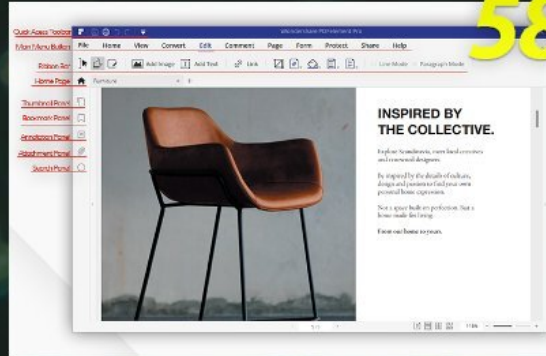 58
Quick Acess Toolbar
Wondershare PDFelement Pro
Main Menu Button
File Home View Convert Edit Comment Page Form Protect Share Help
Ribbon Bar
Add Image Add Text Link Line Mode Paragraph Mode
Home Page
Furniture
Thumbnail Panel
Bookmark Panel
Annotation Panel
Attachment Panel
Search Panel
INSPIRED BY
THE COLLECTIVE.
Explore Scandinavia, meet local creatives
and renowned designers.
Be inspired by the details of culture,
design and passion to find your own
personal home expression.
Not a space built on perfection. But a
home made for living.
From our home to yours.